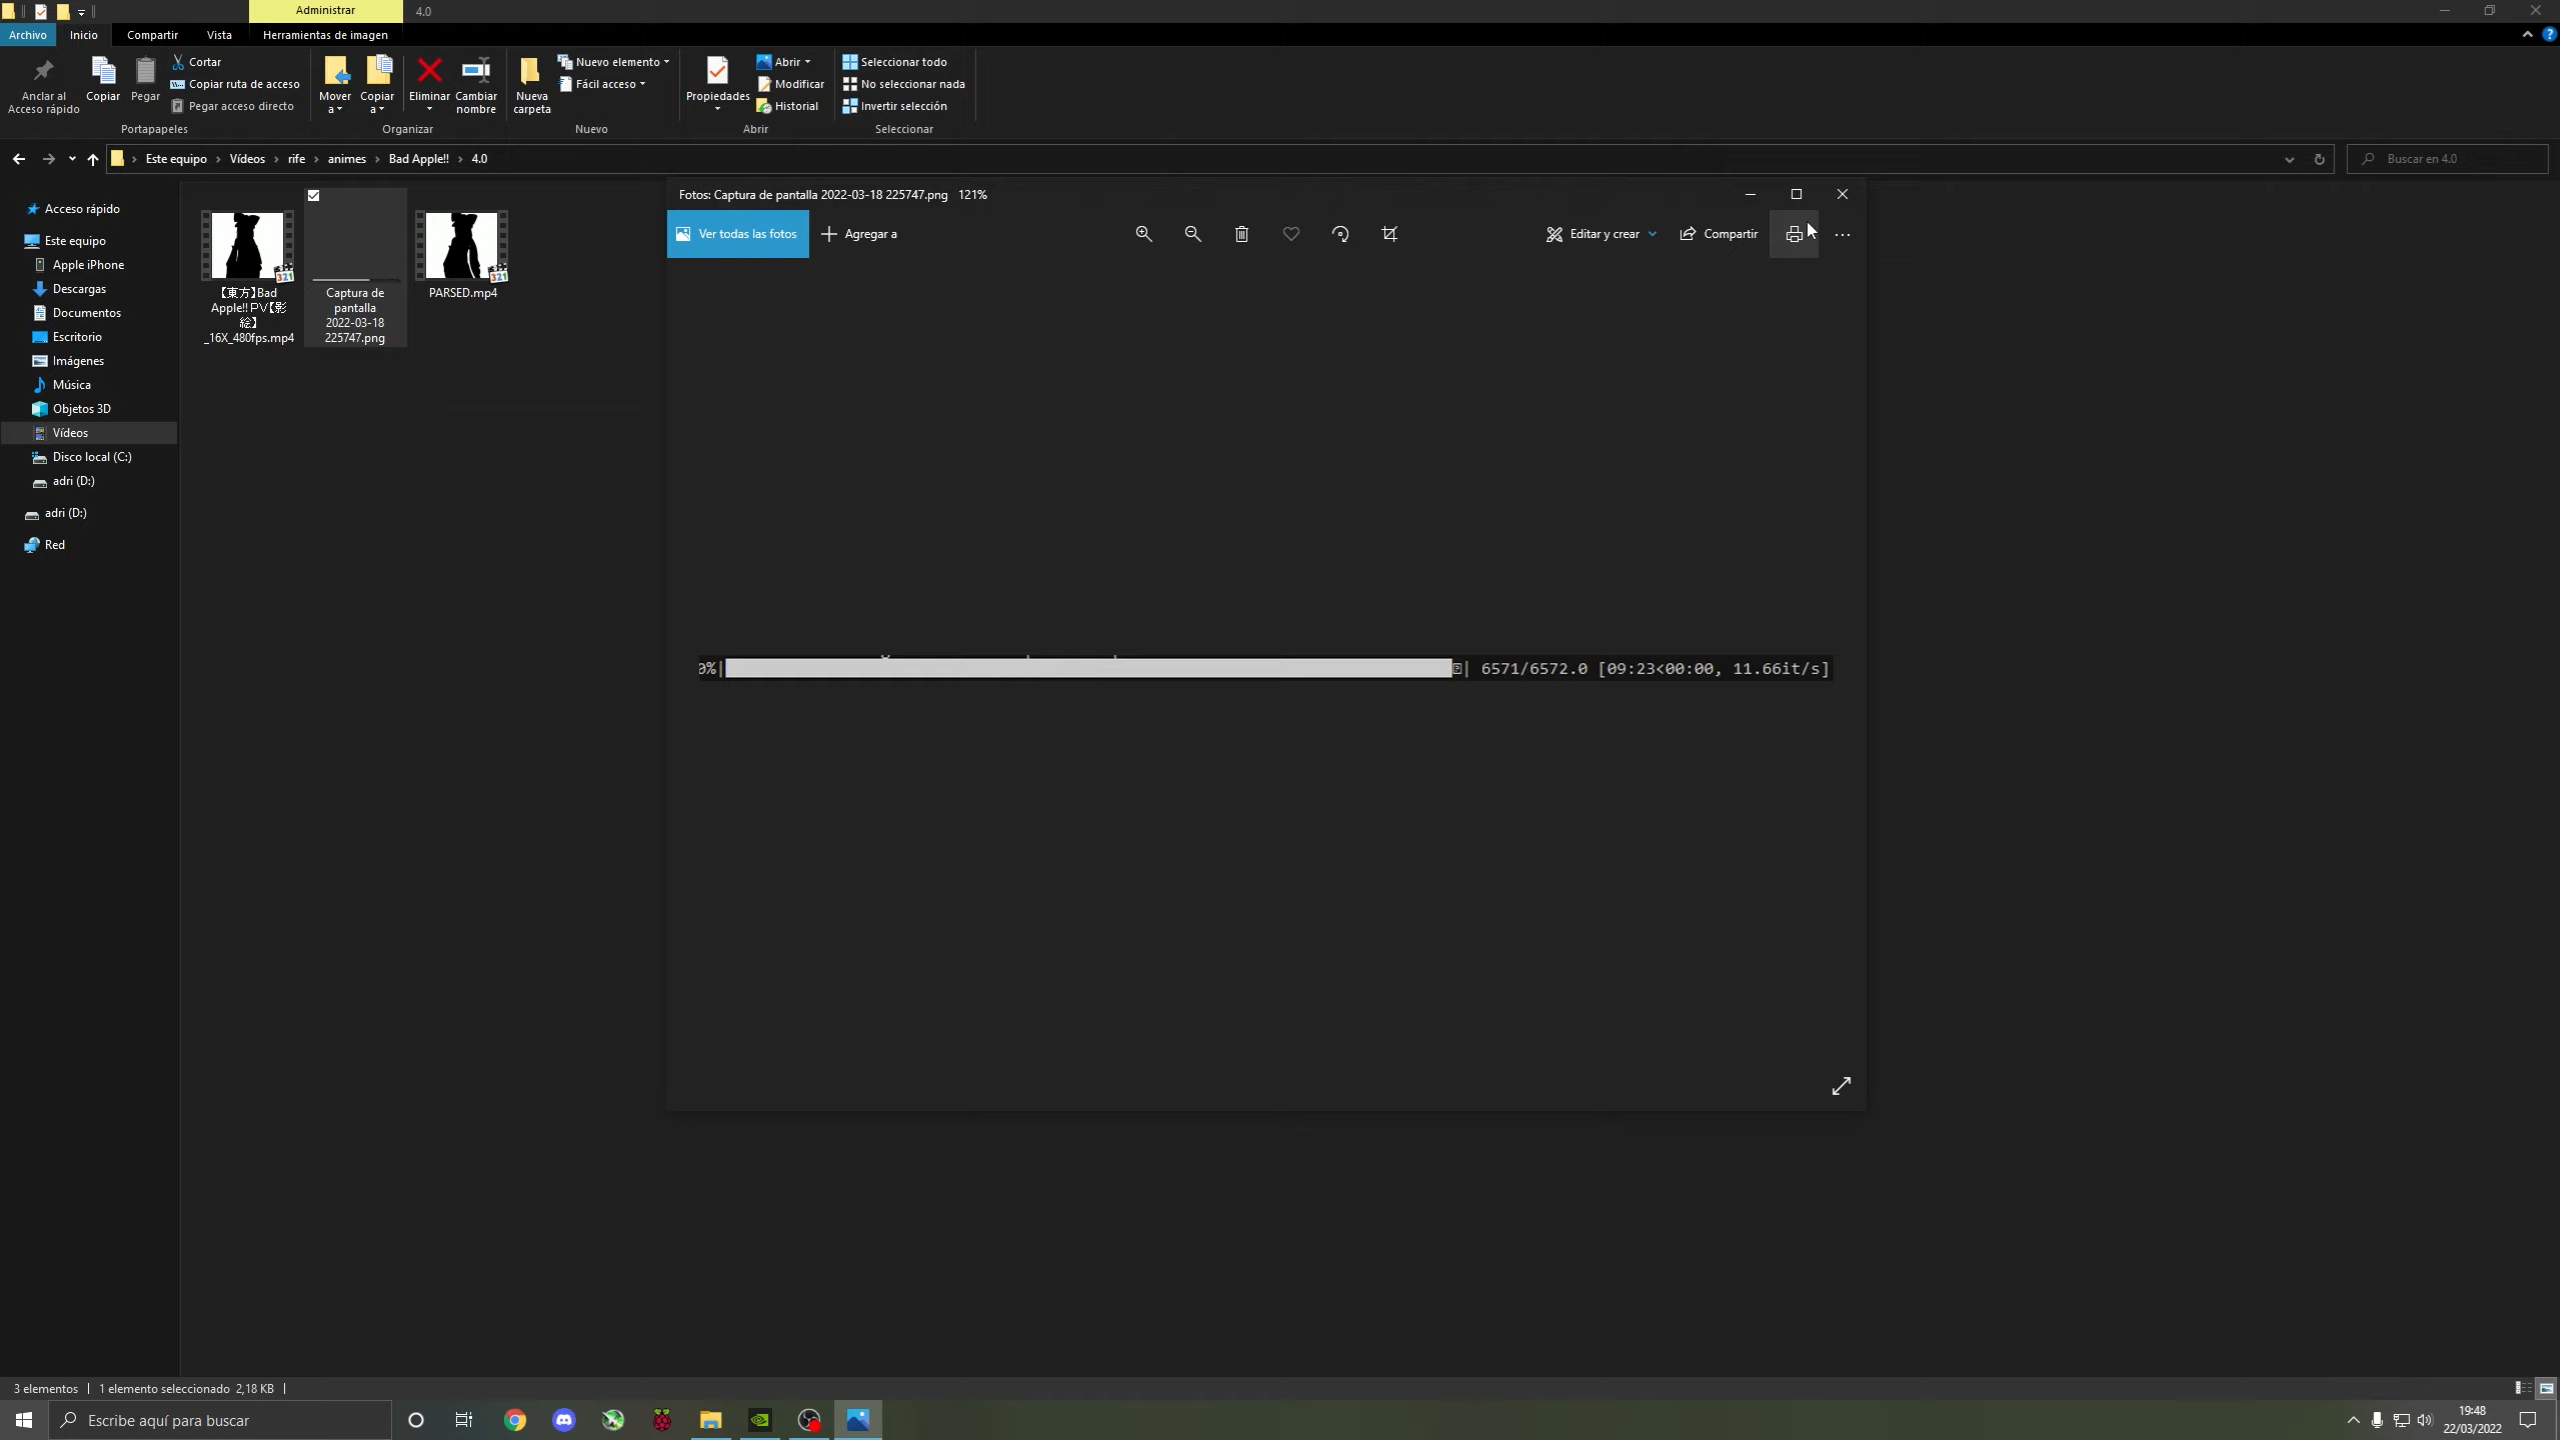 Administrar
4.0
Archivo
Inicio
Compartir
Vista
Herramientas de imagen
Anclar al
Acceso rápido
Copiar
Pegar
Cortar
Copiar ruta de acceso
Pegar acceso directo
Portapapeles
Mover
a
Copiar
a
Eliminar
Cambiar
nombre
Organizar
Nueva
carpeta
Nuevo elemento
Fácil acceso
Nuevo
Propiedades
Abrir
Modificar
Historial
Abrir
Seleccionar todo
No seleccionar nada
Invertir selección
Seleccionar
Este equipo > Vídeos > rife > animes > Bad Apple!! > 4.0
Buscar en 4.0
Acceso rápido
Este equipo
Apple iPhone
Descargas
Documentos
Escritorio
Imágenes
Música
Objetos 3D
Vídeos
Disco local (C:)
adri (D:)
adri (D:)
Red
【東方】Bad
Apple!! PV【影
絵】
_16X_480fps.mp4
Captura de
pantalla
2022-03-18
225747.png
PARSED.mp4
321
321
Fotos: Captura de pantalla 2022-03-18 225747.png 121%
Ver todas las fotos
Agregar a
Editar y crear
Compartir
0%| | 6571/6572.0 [09:23<00:00, 11.66it/s]
3 elementos
1 elemento seleccionado 2,18 KB
Escribe aquí para buscar
19:48
22/03/2022